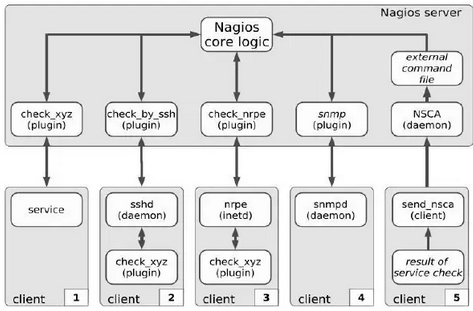 Nagios server
Nagios
core logic
external
command
file
check_xyz
(plugin)
check_by_ssh
(plugin)
check_nrpe
(plugin)
snmp
(plugin)
NSCA
(daemon)
service
client 1
sshd
(daemon)
check_xyz
(plugin)
client 2
nrpe
(inetd)
check_xyz
(plugin)
client 3
snmpd
(daemon)
client 4
send_nsca
(client)
result of
service check
client 5